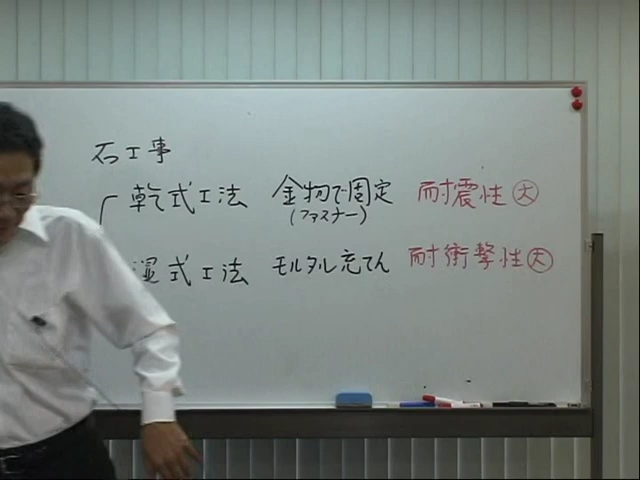 石工事
乾式工法 金物で固定 耐震性 大
(ファスナー)
湿式工法 モルタル充てん 耐衝撃性 大